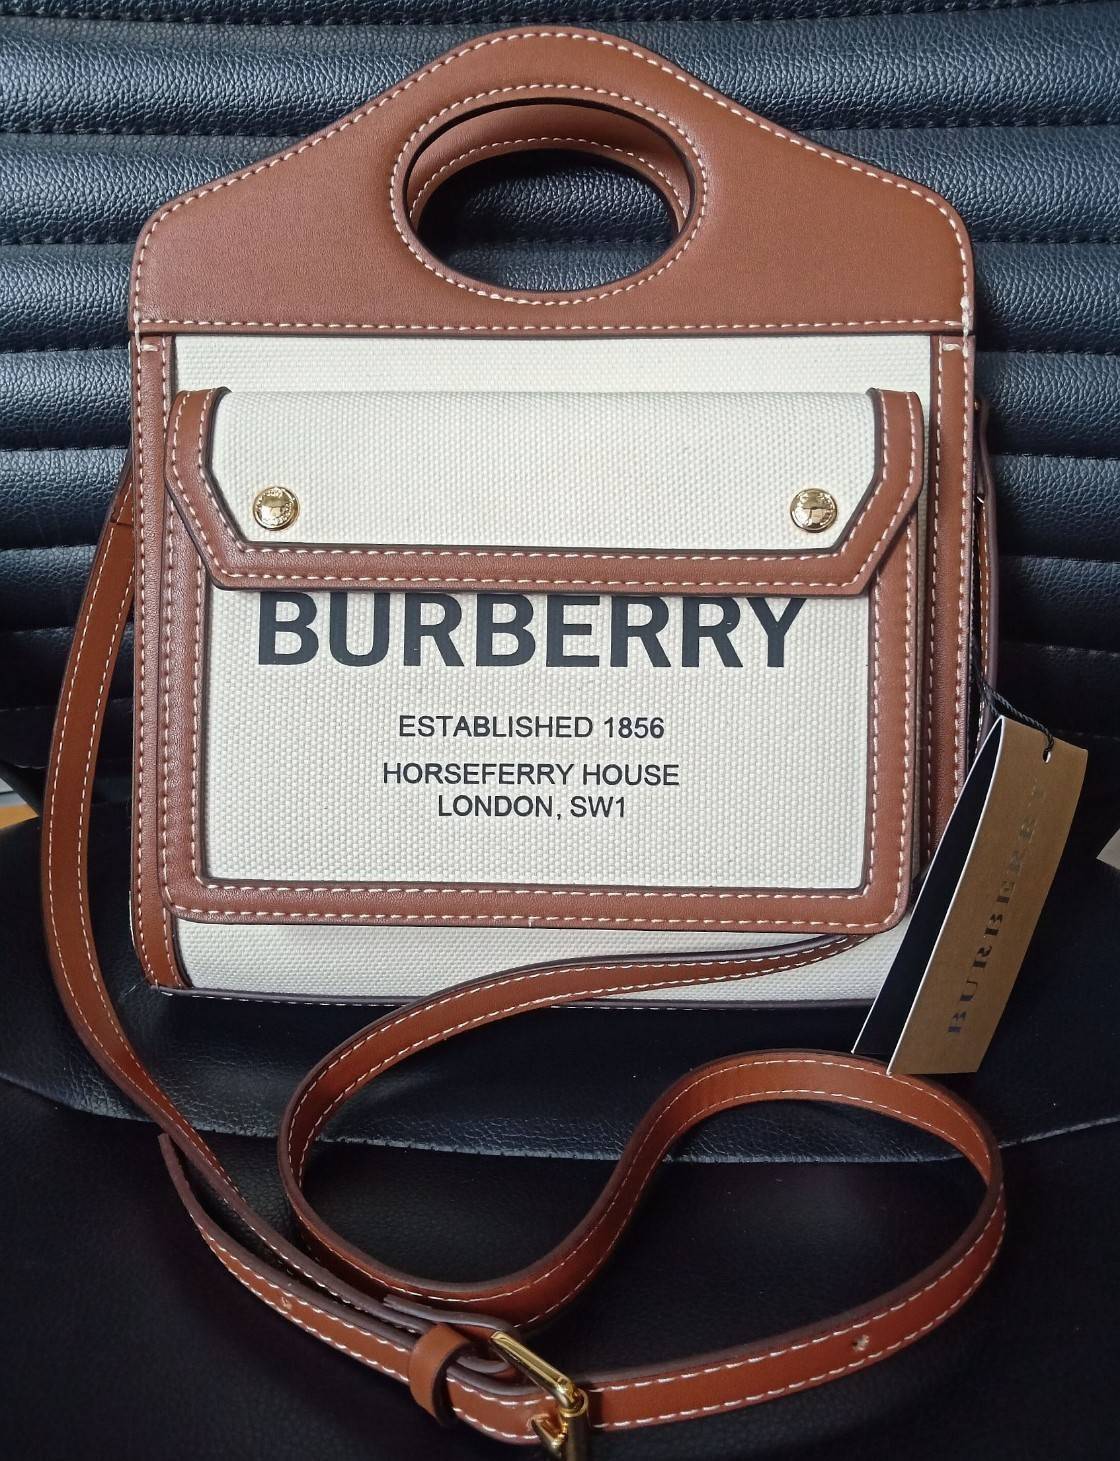 BURBERRY
ESTABLISHED 1856
HORSEFERRY HOUSE
LONDON, SW1
BURBERRY